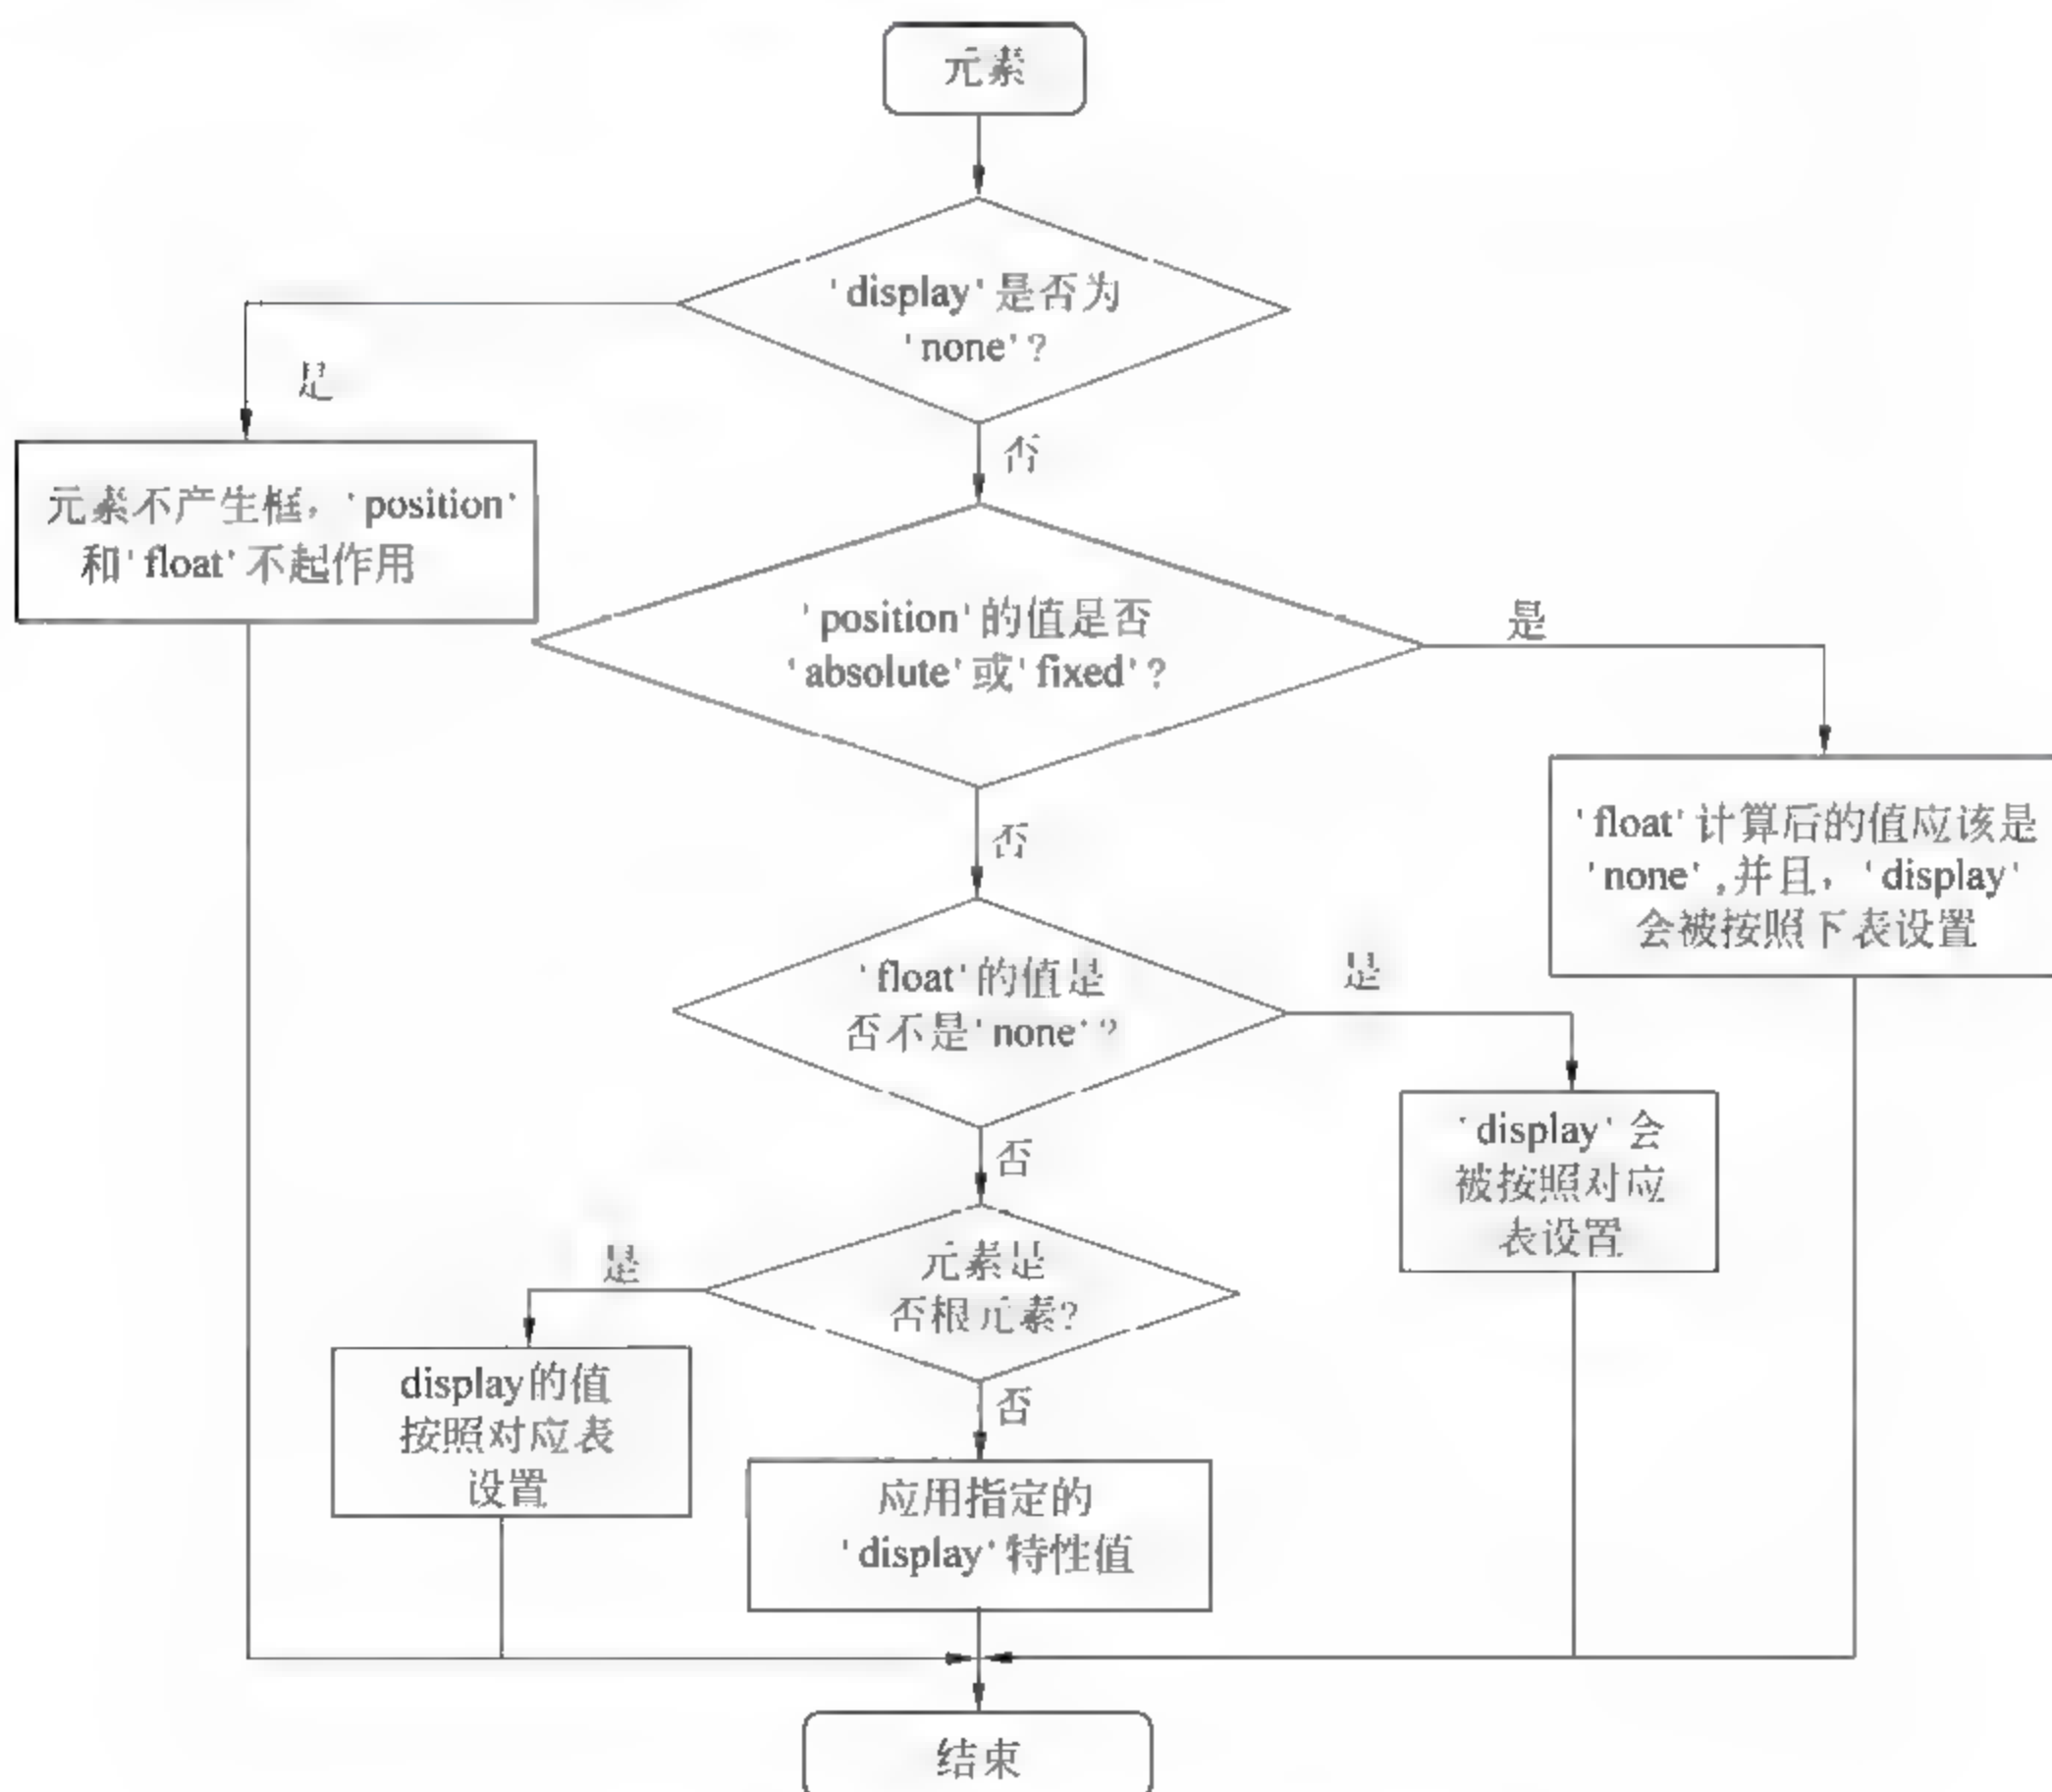 元素
'display'是否为
'none'?
是
否
元素不产生框，'position'
和'float'不起作用
'position'的值是否
'absolute'或'fixed'?
是
否
'float'计算后的值应该是
'none',并且，'display'
会被按照下表设置
'float'的值是
否不是'none'?
是
否
'display'会
被按照对应
表设置
元素是
否根元素?
是
否
display的值
按照对应表
设置
应用指定的
'display'特性值
结束